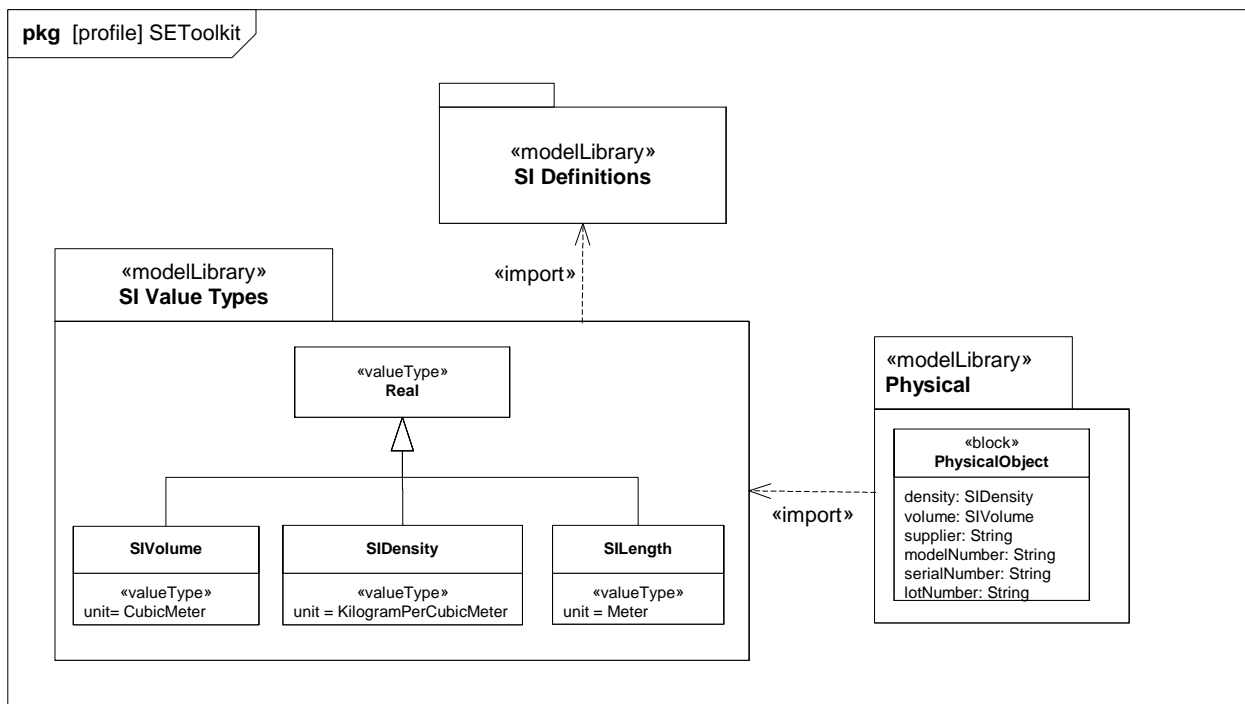 pkg [profile] SEToolkit
«modelLibrary»
SI Definitions
«import»
«modelLibrary»
SI Value Types
«valueType»
Real
SIVolume
«valueType»
unit= CubicMeter
SIDensity
«valueType»
unit = KilogramPerCubicMeter
SILength
«valueType»
unit = Meter
«import»
«modelLibrary»
Physical
«block»
PhysicalObject
density: SIDensity
volume: SIVolume
supplier: String
modelNumber: String
serialNumber: String
lotNumber: String